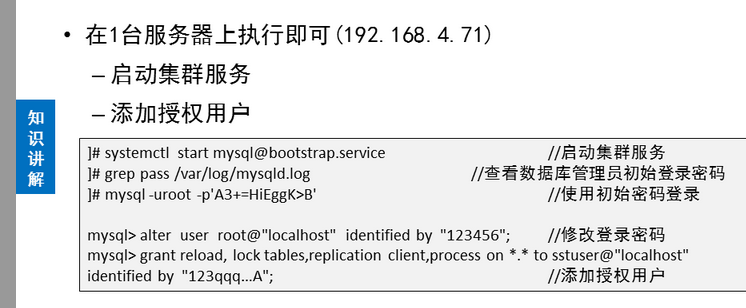 • 在1台服务器上执行即可(192.168.4.71)
– 启动集群服务
– 添加授权用户
知识讲解
]# systemctl start mysql@bootstrap.service //启动集群服务
]# grep pass /var/log/mysqld.log //查看数据库管理员初始登录密码
]# mysql -uroot -p'A3+=HiEggK>B' //使用初始密码登录
mysql> alter user root@"localhost" identified by "123456"; //修改登录密码
mysql> grant reload, lock tables,replication client,process on *.* to sstuser@"localhost"
identified by "123qqq...A"; //添加授权用户